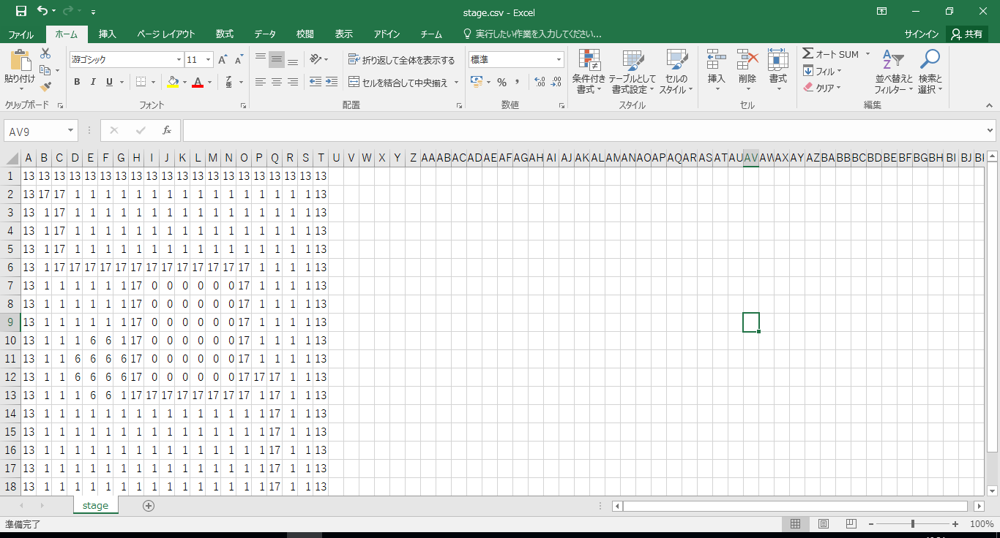 stage.csv - Excel
ファイル ホーム 挿入 ページ レイアウト 数式 データ 校閲 表示 アドイン チーム 実行したい作業を入力してください... サインイン 共有
貼り付け 游ゴシック 11 A A 折り返して全体を表示する 標準 条件付き書式 テーブルとして書式設定 セルのスタイル 挿入 削除 書式 Σ オート SUM 並べ替えとフィルター 検索と選択
B I U A セルを結合して中央揃え % , フィル
クリア
クリップボード フォント 配置 数値 スタイル セル 編集
AV9 fx
A B C D E F G H I J K L M N O P Q R S T U V W X Y Z AA AB AC AD AE AF AG AH AI AJ AK AL AM AN AO AP AQ AR AS AT AU AV AW AX AY AZ BA BB BC BD BE BF BG BH BI BJ
1 13 13 13 13 13 13 13 13 13 13 13 13 13 13 13 13 13 13 13 13
2 13 17 17 1 1 1 1 1 1 1 1 1 1 1 1 1 1 1 1 13
3 13 1 17 1 1 1 1 1 1 1 1 1 1 1 1 1 1 1 1 13
4 13 1 17 1 1 1 1 1 1 1 1 1 1 1 1 1 1 1 1 13
5 13 1 17 1 1 1 1 1 1 1 1 1 1 1 1 1 1 1 1 13
6 13 1 17 17 17 17 17 17 17 17 17 17 17 17 17 1 1 1 1 13
7 13 1 1 1 1 1 1 17 0 0 0 0 0 0 17 1 1 1 1 13
8 13 1 1 1 1 1 1 17 0 0 0 0 0 0 17 1 1 1 1 13
9 13 1 1 1 1 1 1 17 0 0 0 0 0 0 17 1 1 1 1 13
10 13 1 1 1 6 6 1 17 0 0 0 0 0 0 17 1 1 1 1 13
11 13 1 1 6 6 6 6 17 0 0 0 0 0 0 17 1 1 1 1 13
12 13 1 1 6 6 6 6 17 0 0 0 0 0 0 17 17 17 1 1 13
13 13 1 1 1 6 6 1 17 17 17 17 17 17 17 17 1 17 1 1 13
14 13 1 1 1 1 1 1 1 1 1 1 1 1 1 1 1 17 1 1 13
15 13 1 1 1 1 1 1 1 1 1 1 1 1 1 1 1 17 1 1 13
16 13 1 1 1 1 1 1 1 1 1 1 1 1 1 1 1 17 1 1 13
17 13 1 1 1 1 1 1 1 1 1 1 1 1 1 1 1 17 1 1 13
18 13 1 1 1 1 1 1 1 1 1 1 1 1 1 1 1 17 1 1 13
stage
準備完了 100%